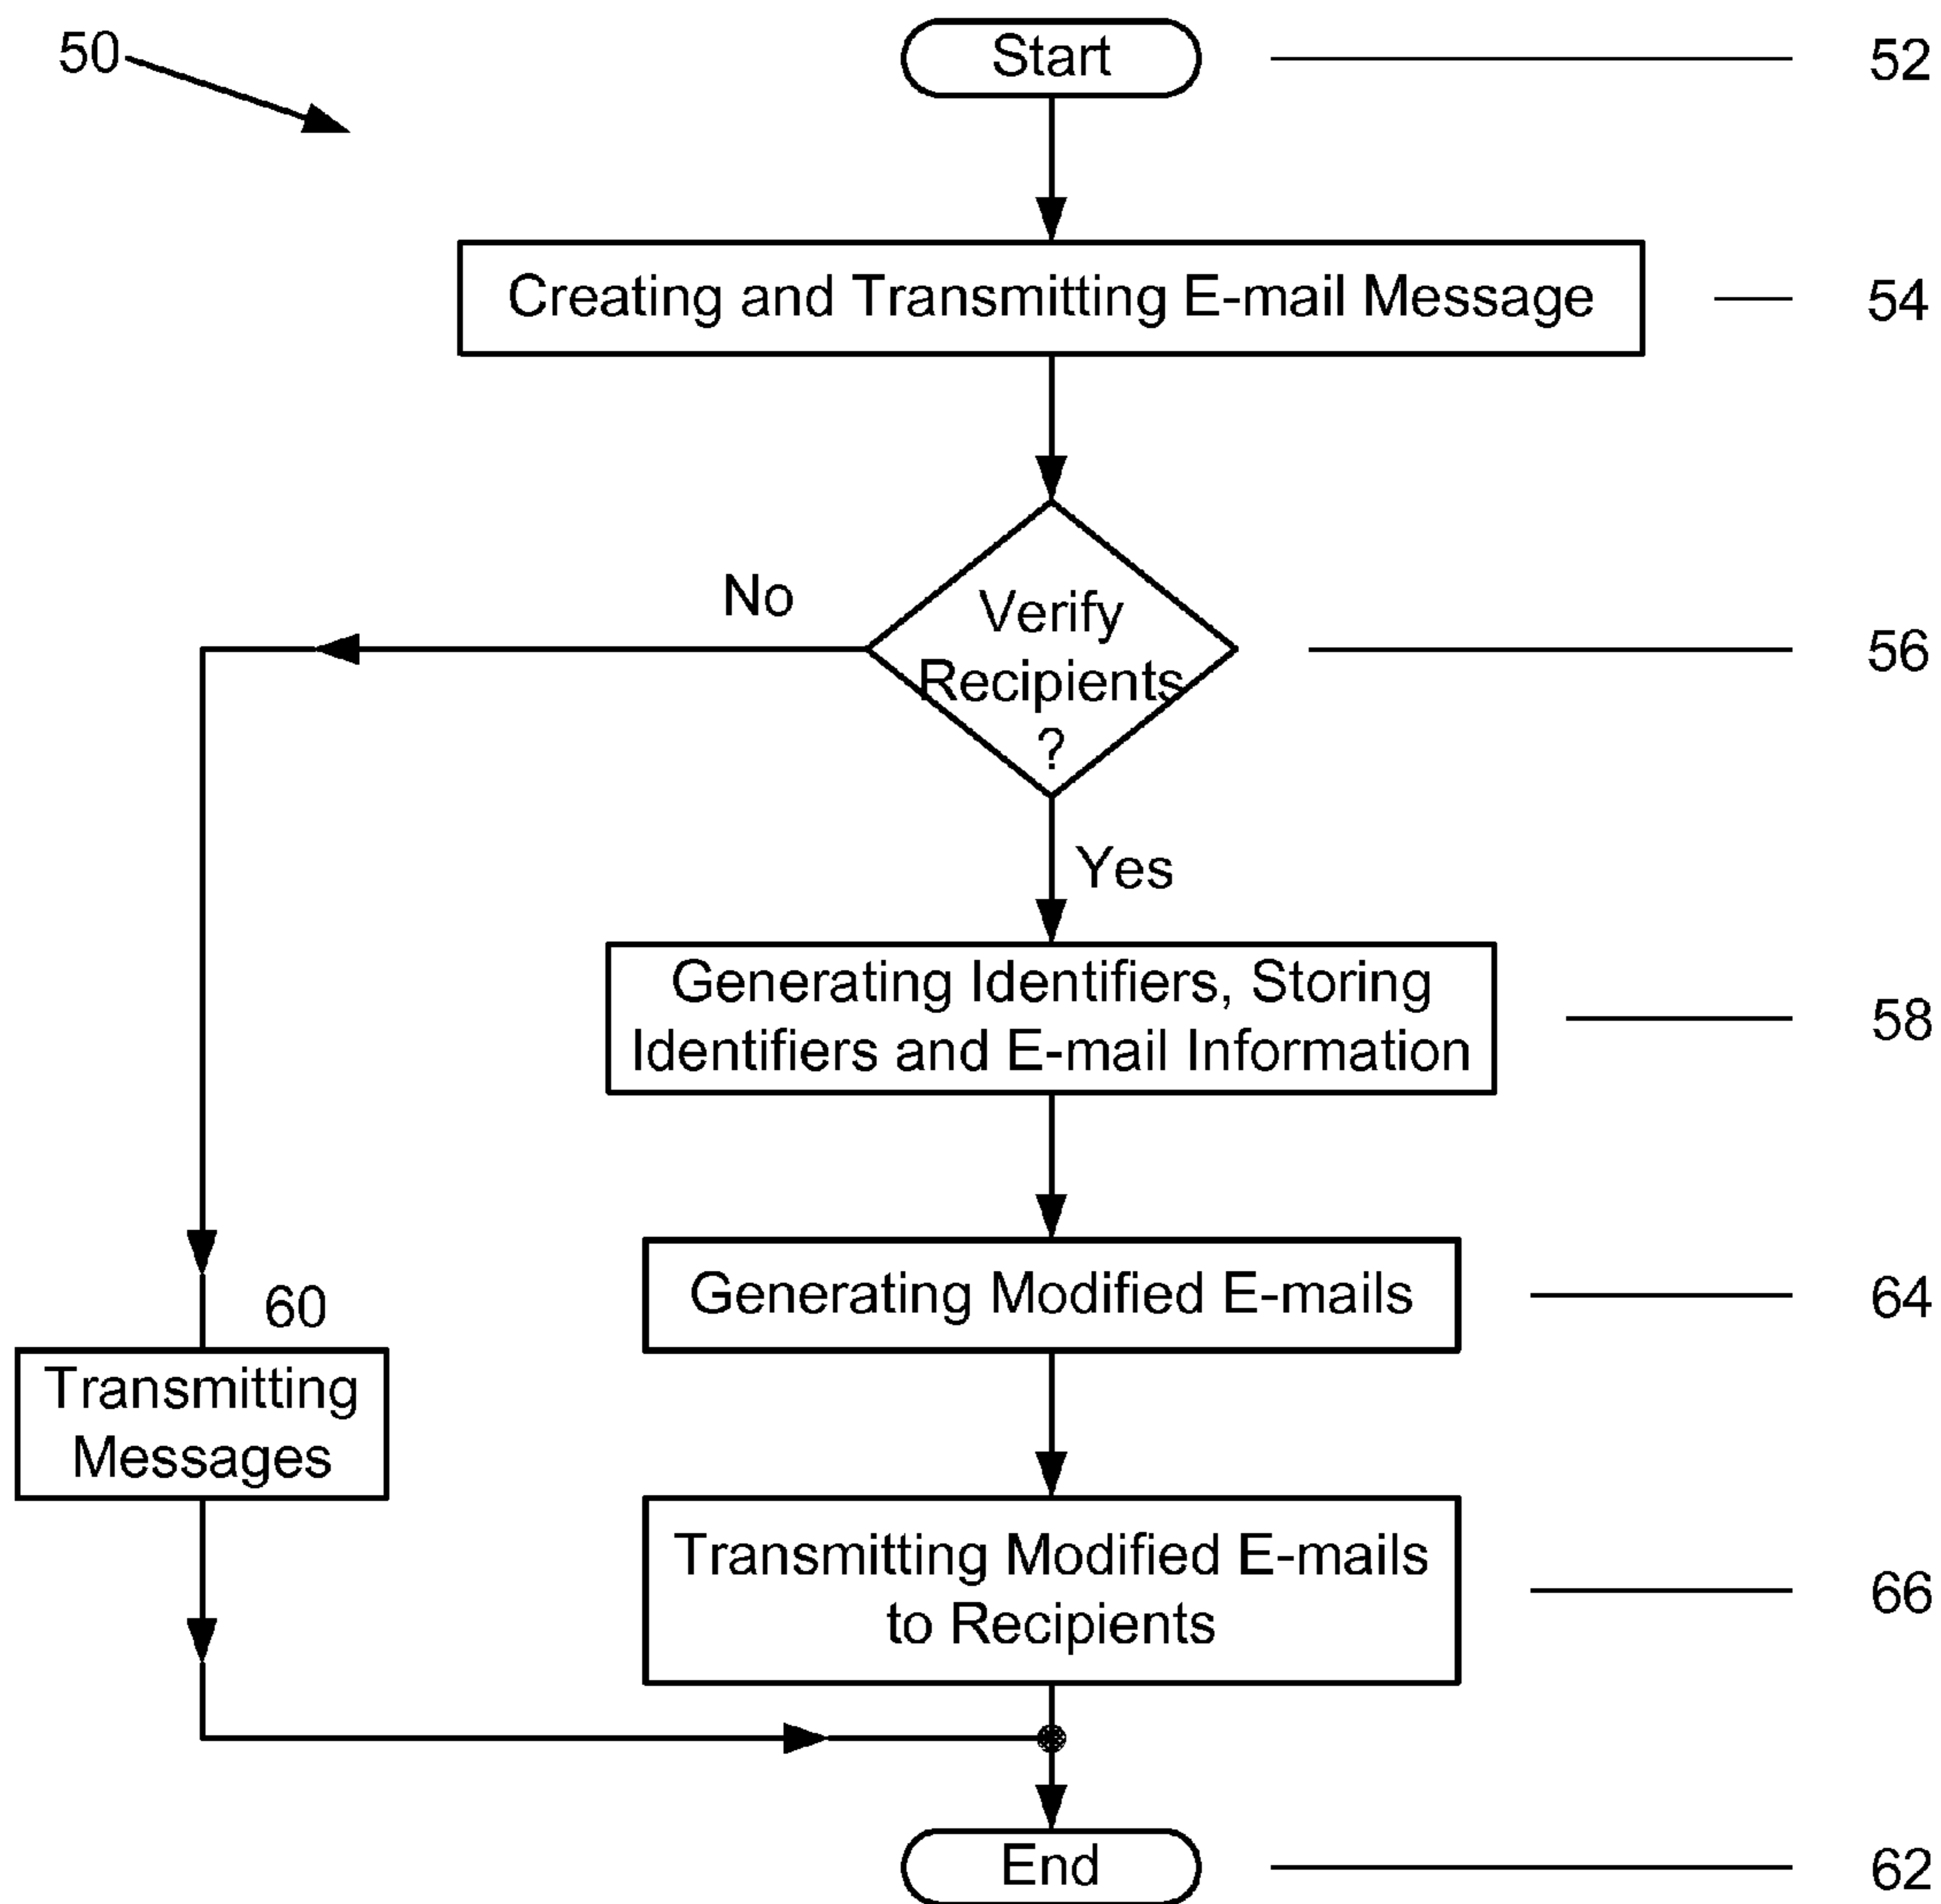 50
Start
52
Creating and Transmitting E-mail Message
54
No
Verify
Recipients
?
56
Yes
Generating Identifiers, Storing
Identifiers and E-mail Information
58
Generating Modified E-mails
64
60
Transmitting
Messages
Transmitting Modified E-mails
to Recipients
66
End
62